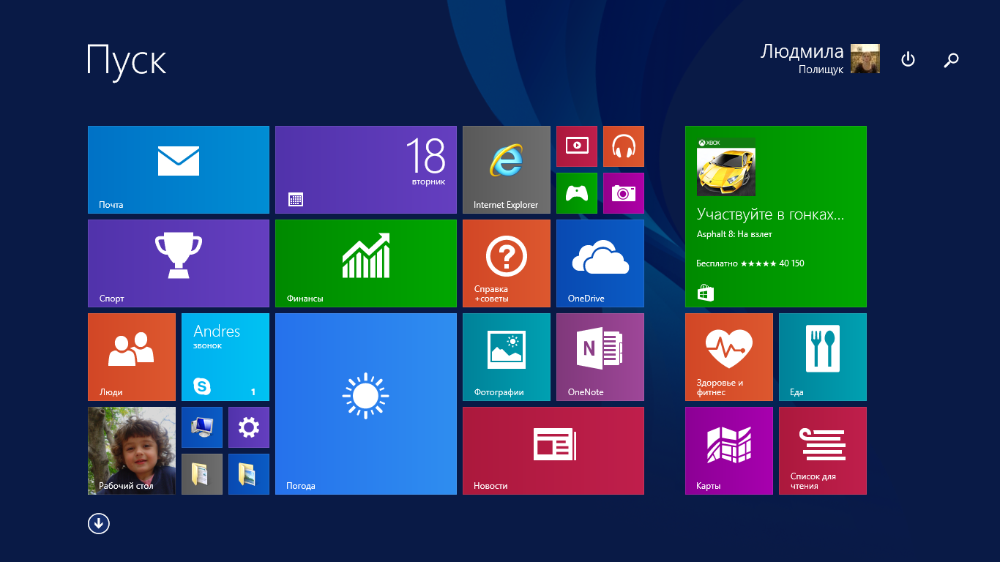 Пуск
Людмила
Полищук
Почта
18
вторник
Internet Explorer
XBOX
Участвуйте в гонках...
Asphalt 8: На взлет
Бесплатно ★★★★★ 40 150
Спорт
Финансы
Справка
+советы
OneDrive
Люди
Andres
звонок
1
Погода
Фотографии
N
OneNote
Здоровье и
фитнес
Еда
Рабочий стол
Новости
Карты
Список для
чтения